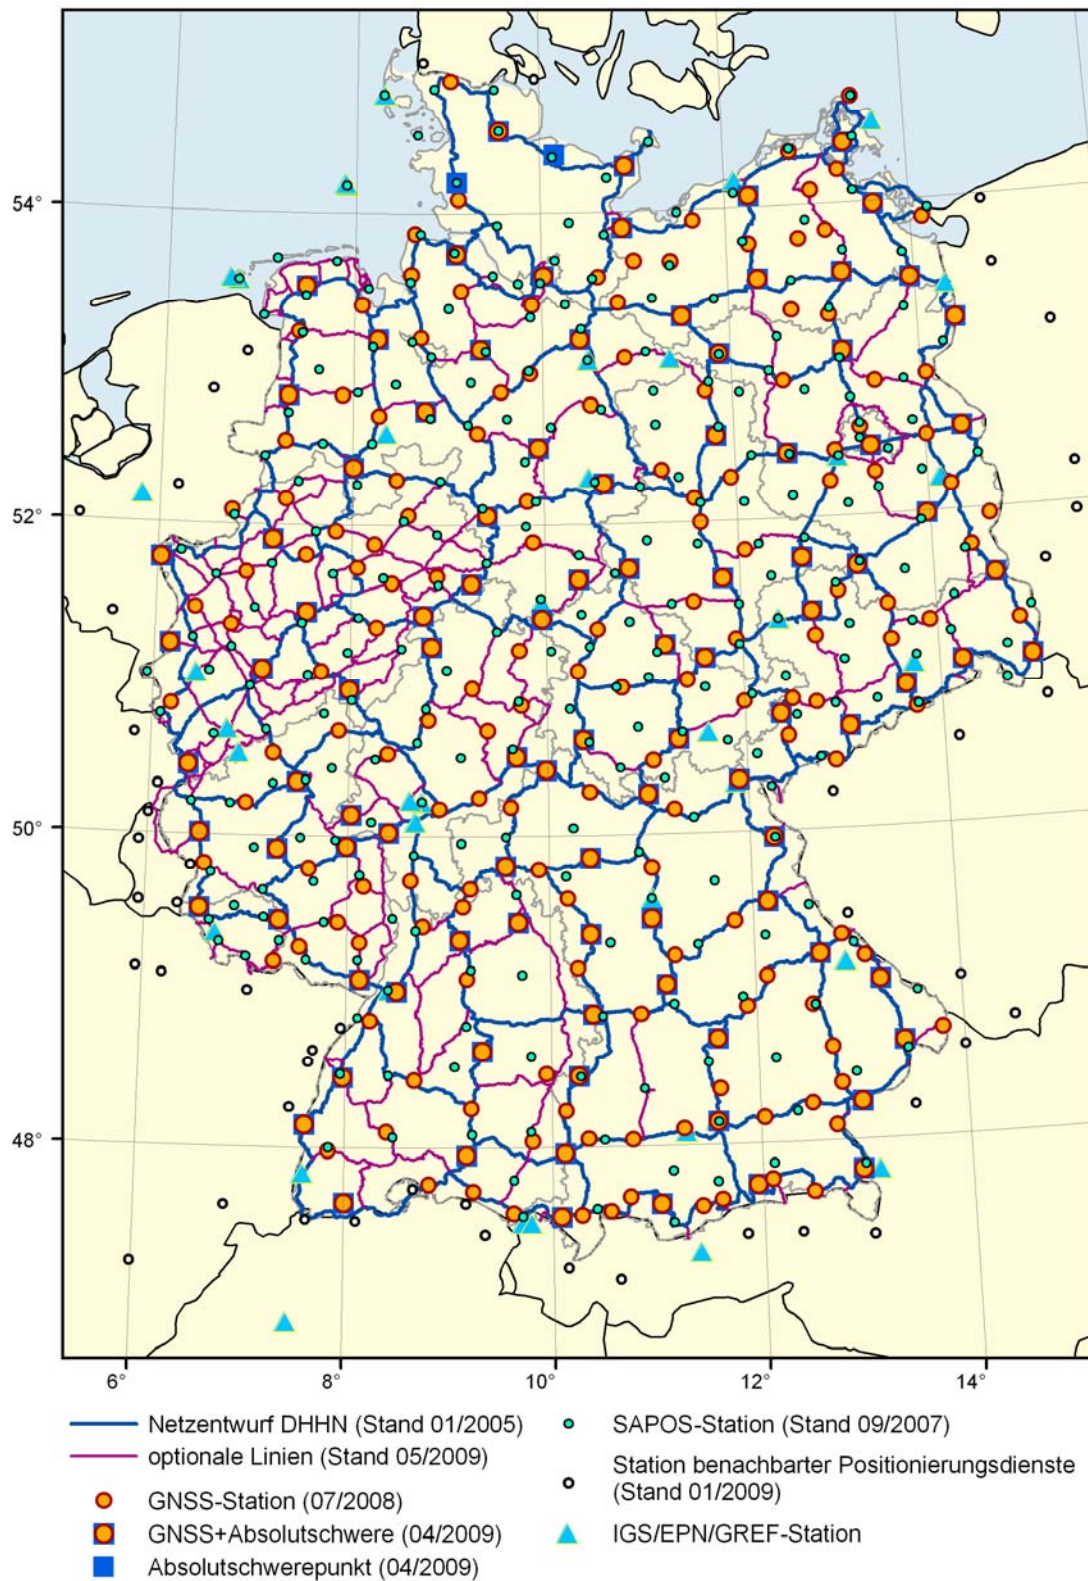 54°
52°
50°
48°
6°
8°
10°
12°
14°
Netzentwurf DHHN (Stand 01/2005)
optionale Linien (Stand 05/2009)
GNSS-Station (07/2008)
GNSS+Absolutschwere (04/2009)
Absolutschwerepunkt (04/2009)
SAPOS-Station (Stand 09/2007)
Station benachbarter Positionierungsdienste
(Stand 01/2009)
IGS/EPN/GREF-Station